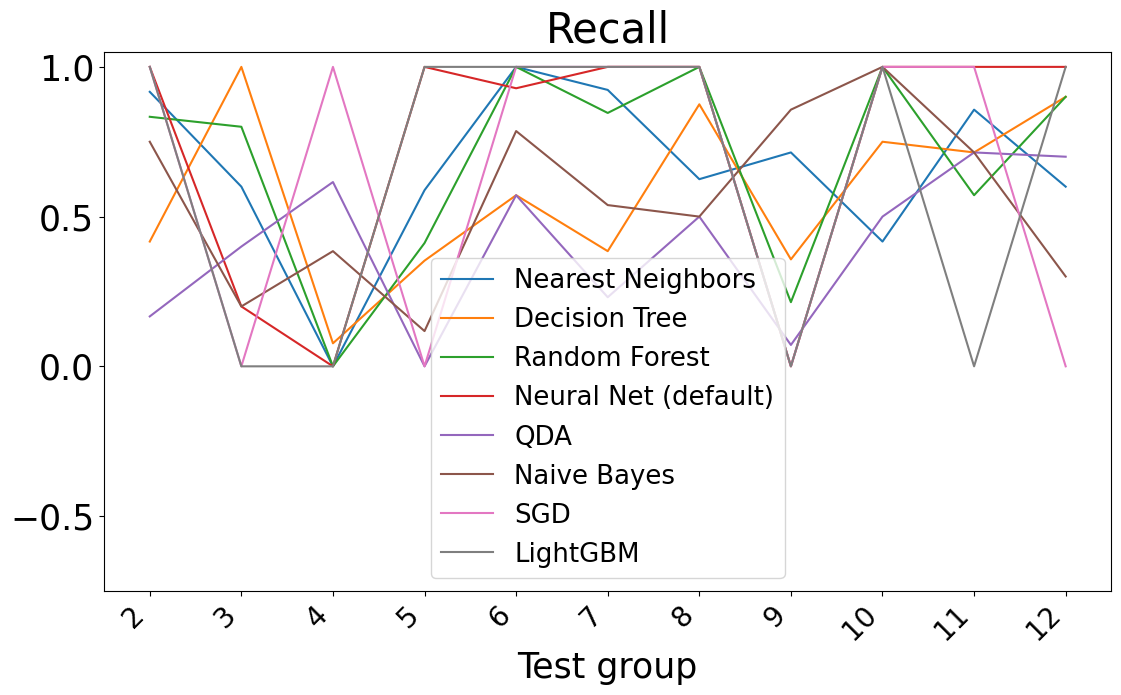 Recall
1.0
0.5
0.0
−0.5
Nearest Neighbors
Decision Tree
Random Forest
Neural Net (default)
QDA
Naive Bayes
SGD
LightGBM
2 3 4 5 6 7 8 9 10 11 12
Test group